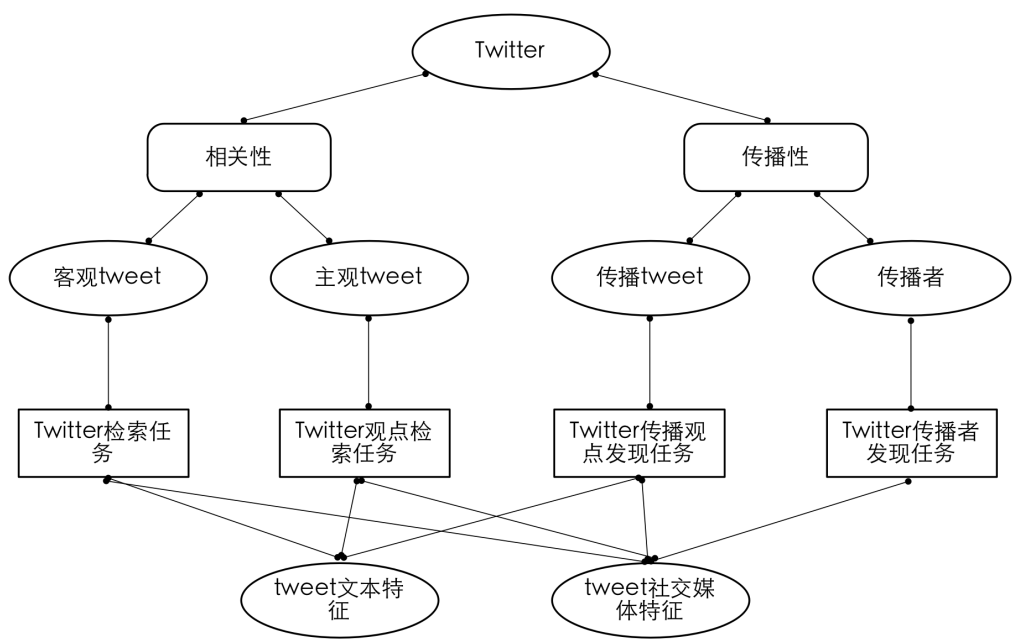 Twitter
相关性
传播性
客观tweet
主观tweet
传播tweet
传播者
Twitter检索任
务
Twitter观点检
索任务
Twitter传播观
点发现任务
Twitter传播者
发现任务
tweet文本特
征
tweet社交媒
体特征